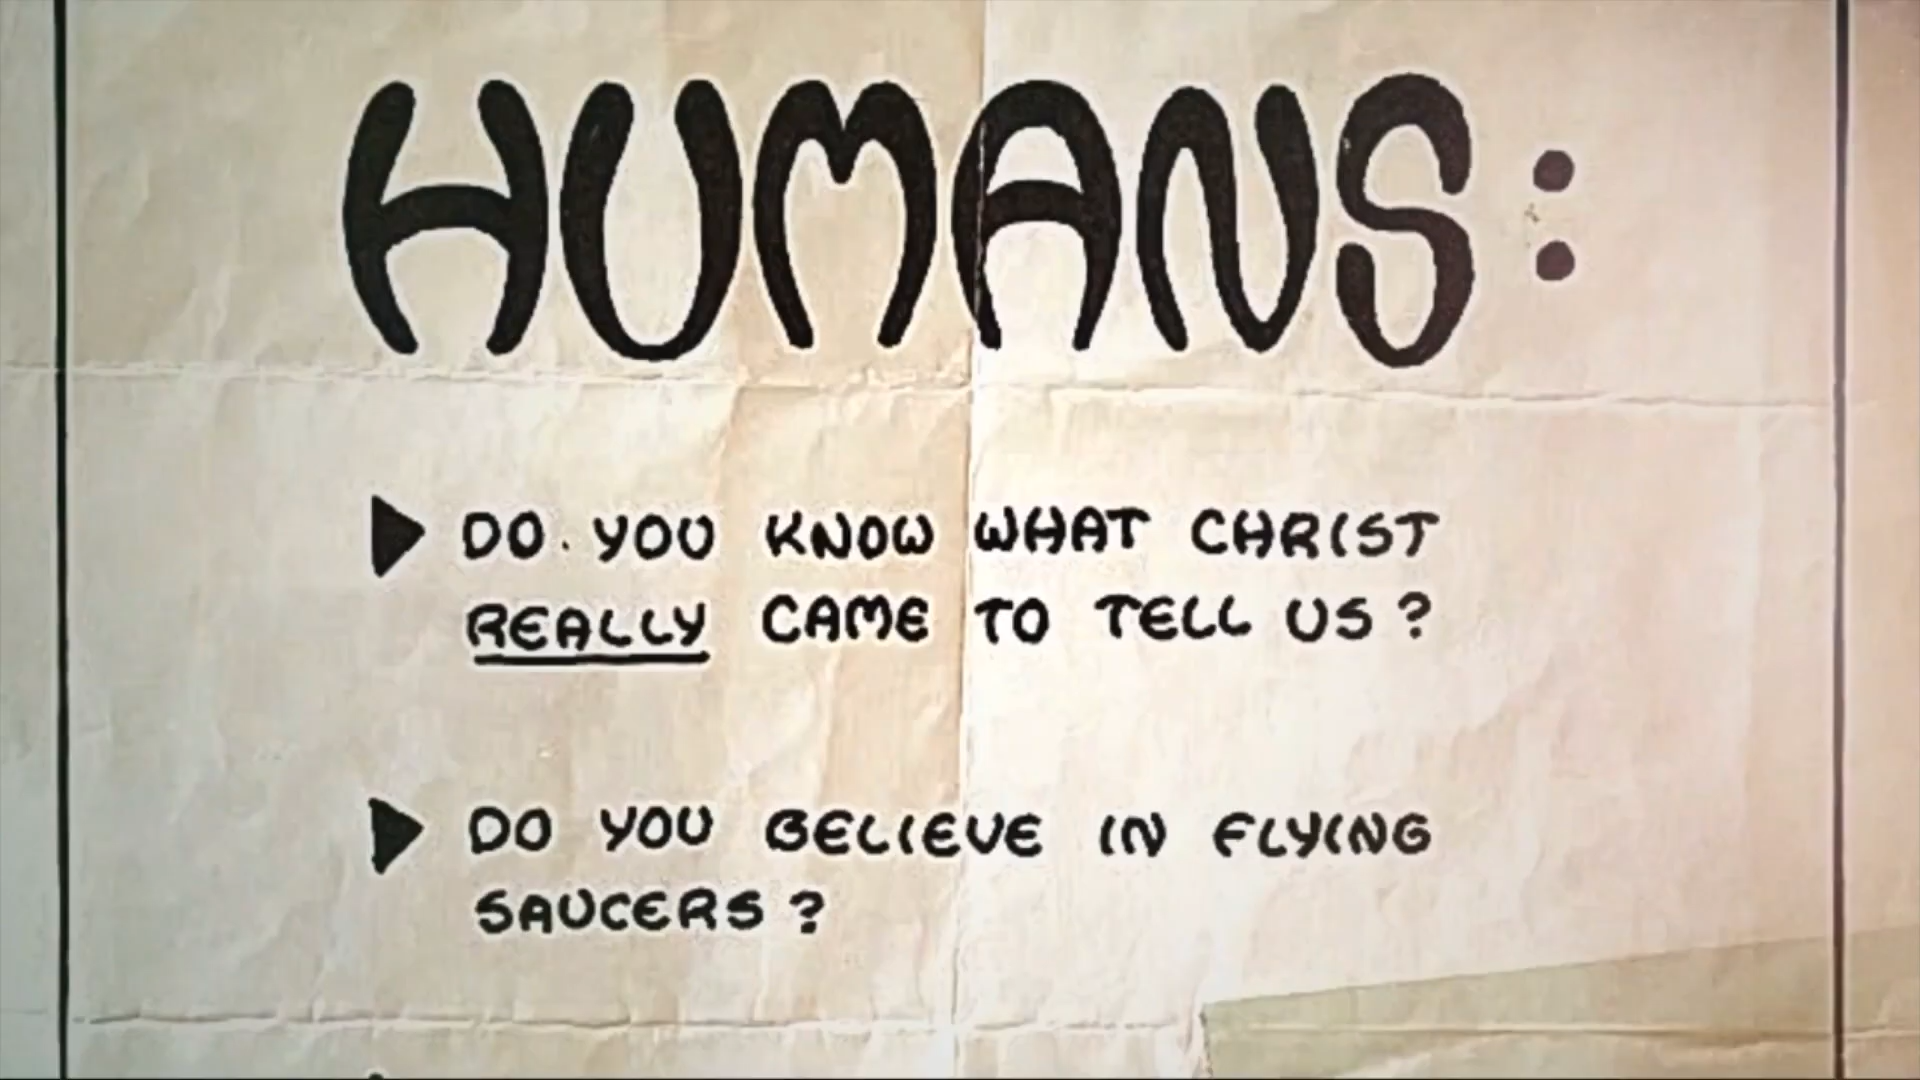 HUMANS:
▶ DO YOU KNOW WHAT CHRIST
REALLY CAME TO TELL US?
▶ DO YOU BELIEVE IN FLYING
SAUCERS?